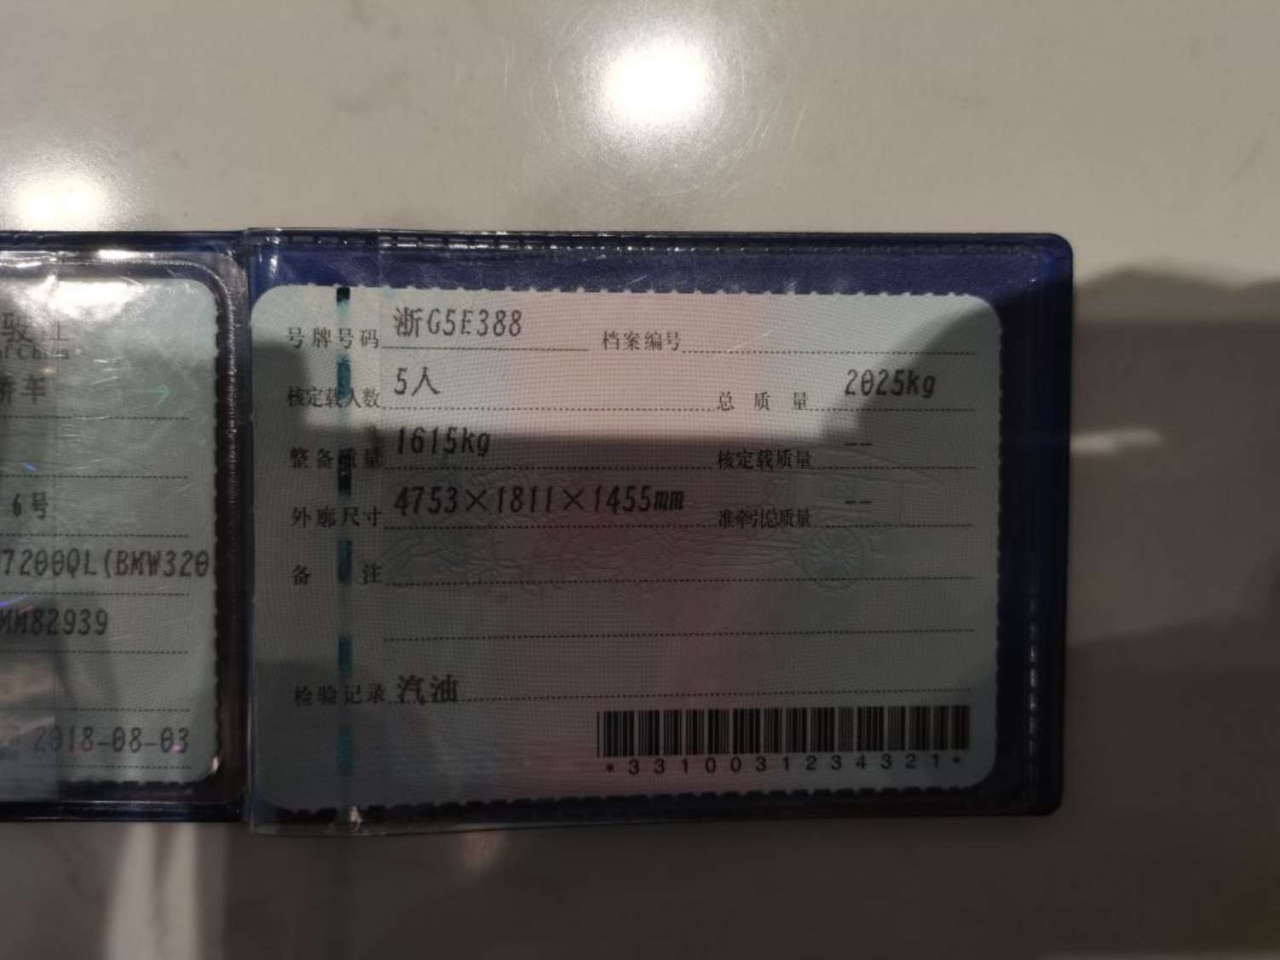 of China
轿车
6号
7200QL(BMW320
MM82939
2018-08-03
号牌号码 浙G5E388 档案编号
核定载人数 5人 总质量 2025kg
整备质量 1615kg 核定载质量 --
外廓尺寸 4753×1811×1455mm 准牵引总质量 --
备注
检验记录 汽油
*3310031234321*